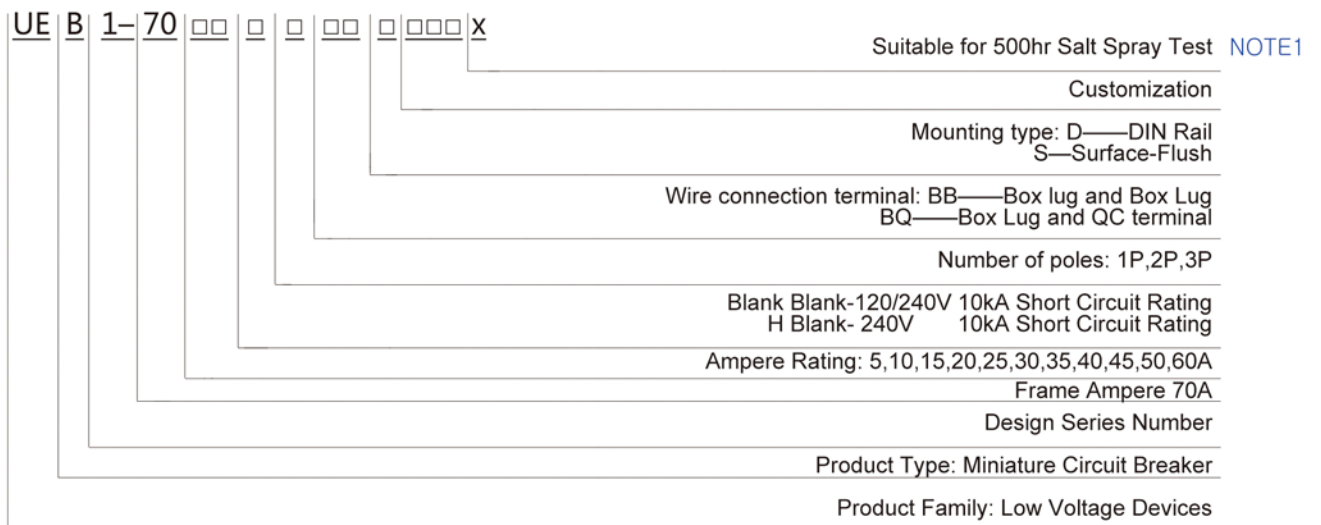 UE B 1–70 □□ □ □ □□ □ □□□ x
Suitable for 500hr Salt Spray Test NOTE1
Customization
Mounting type: D——DIN Rail
S—Surface-Flush
Wire connection terminal: BB——Box lug and Box Lug
BQ——Box Lug and QC terminal
Number of poles: 1P,2P,3P
Blank Blank-120/240V 10kA Short Circuit Rating
H Blank- 240V 10kA Short Circuit Rating
Ampere Rating: 5,10,15,20,25,30,35,40,45,50,60A
Frame Ampere 70A
Design Series Number
Product Type: Miniature Circuit Breaker
Product Family: Low Voltage Devices